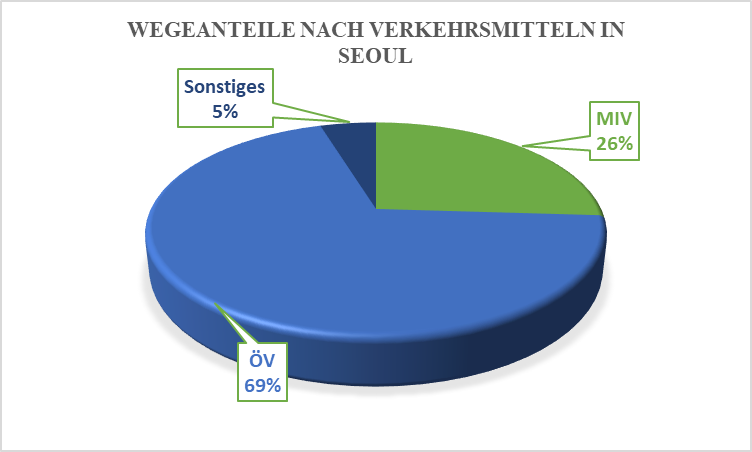 WEGEANTEILE NACH VERKEHRSMITTELN IN
SEOUL
Sonstiges
5%
MIV
26%
ÖV
69%